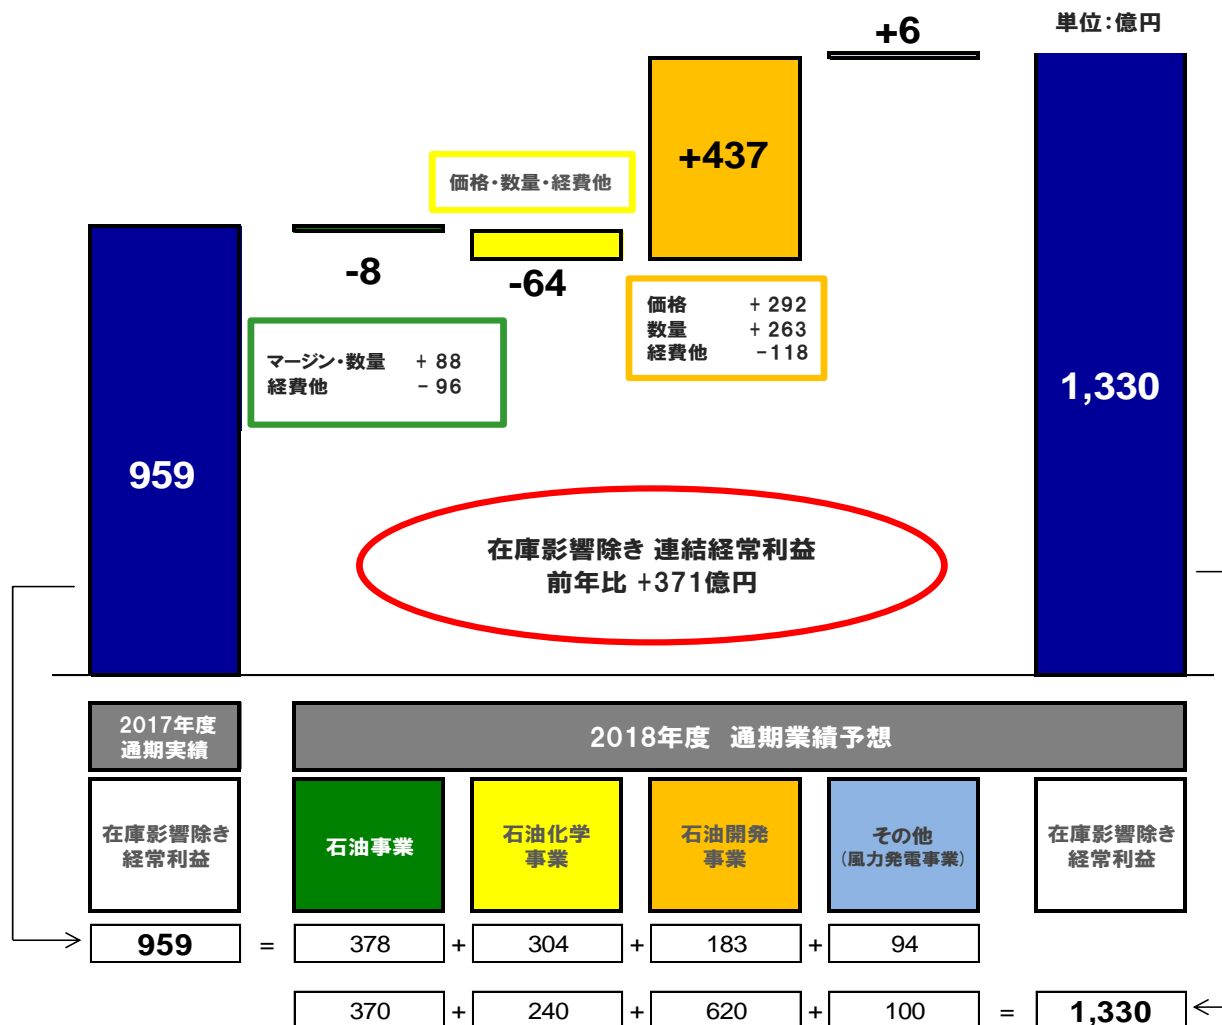 単位：億円
+6
+437
価格・数量・経費他
-8
-64
価格 + 292
数量 + 263
経費他 -118
マージン・数量 + 88
経費他 - 96
959
1,330
在庫影響除き 連結経常利益
前年比 +371億円
2017年度
通期実績
2018年度 通期業績予想
在庫影響除き
経常利益
石油事業
石油化学
事業
石油開発
事業
その他
(風力発電事業)
在庫影響除き
経常利益
959 = 378 + 304 + 183 + 94
370 + 240 + 620 + 100 = 1,330